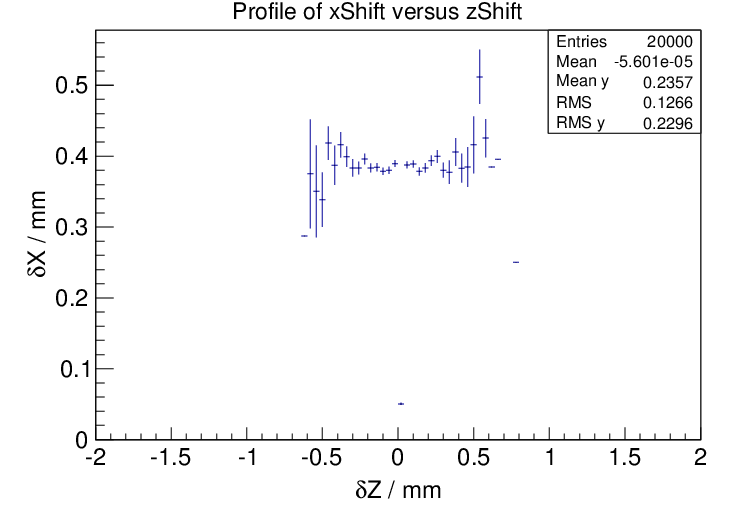 Profile of xShift versus zShift
Entries 20000
Mean -5.601e-05
Mean y 0.2357
RMS 0.1266
RMS y 0.2296
δX / mm
0.5
0.4
0.3
0.2
0.1
0
-2 -1.5 -1 -0.5 0 0.5 1 1.5 2
δZ / mm